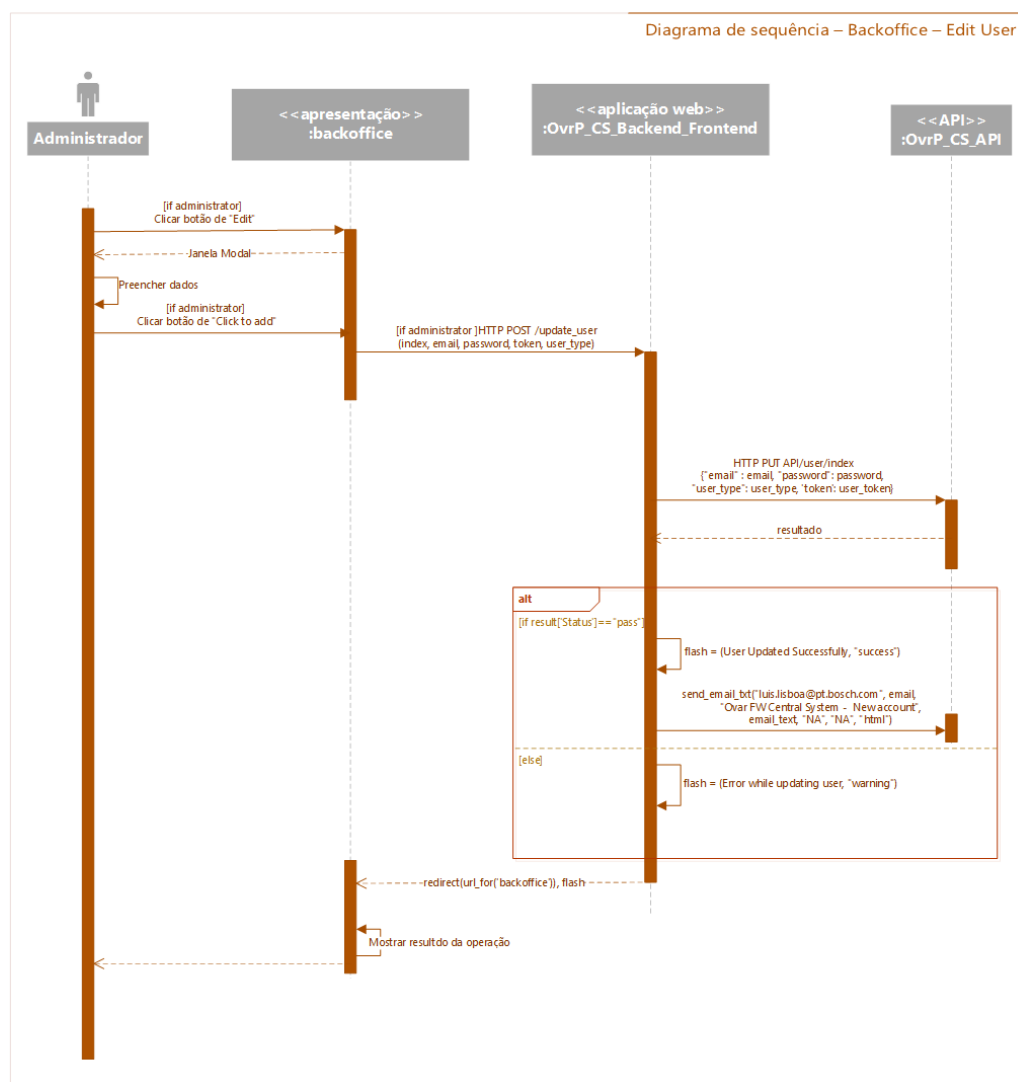 Diagrama de sequência – Backoffice – Edit User
Administrador
<<apresentação>>
:backoffice
<<aplicação web>>
:OvrP_CS_Backend_Frontend
<<API>>
:OvrP_CS_API
[if administrator]
Clicar botão de "Edit"
Janela Modal
Preencher dados
[if administrator]
Clicar botão de "Click to add"
[if administrator ]HTTP POST /update_user
(index, email, password, token, user_type)
HTTP PUT API/user/index
{"email" : email, "password": password,
"user_type": user_type, 'token': user_token}
resultado
alt
[if result['Status']=="pass"]
flash = (User Updated Successfully, "success")
send_email_txt("luis.lisboa@pt.bosch.com", email,
"Ovar FW Central System - New account",
email_text, "NA", "NA", "html")
[else]
flash = (Error while updating user, "warning")
redirect(url_for('backoffice')), flash
Mostrar resultdo da operação